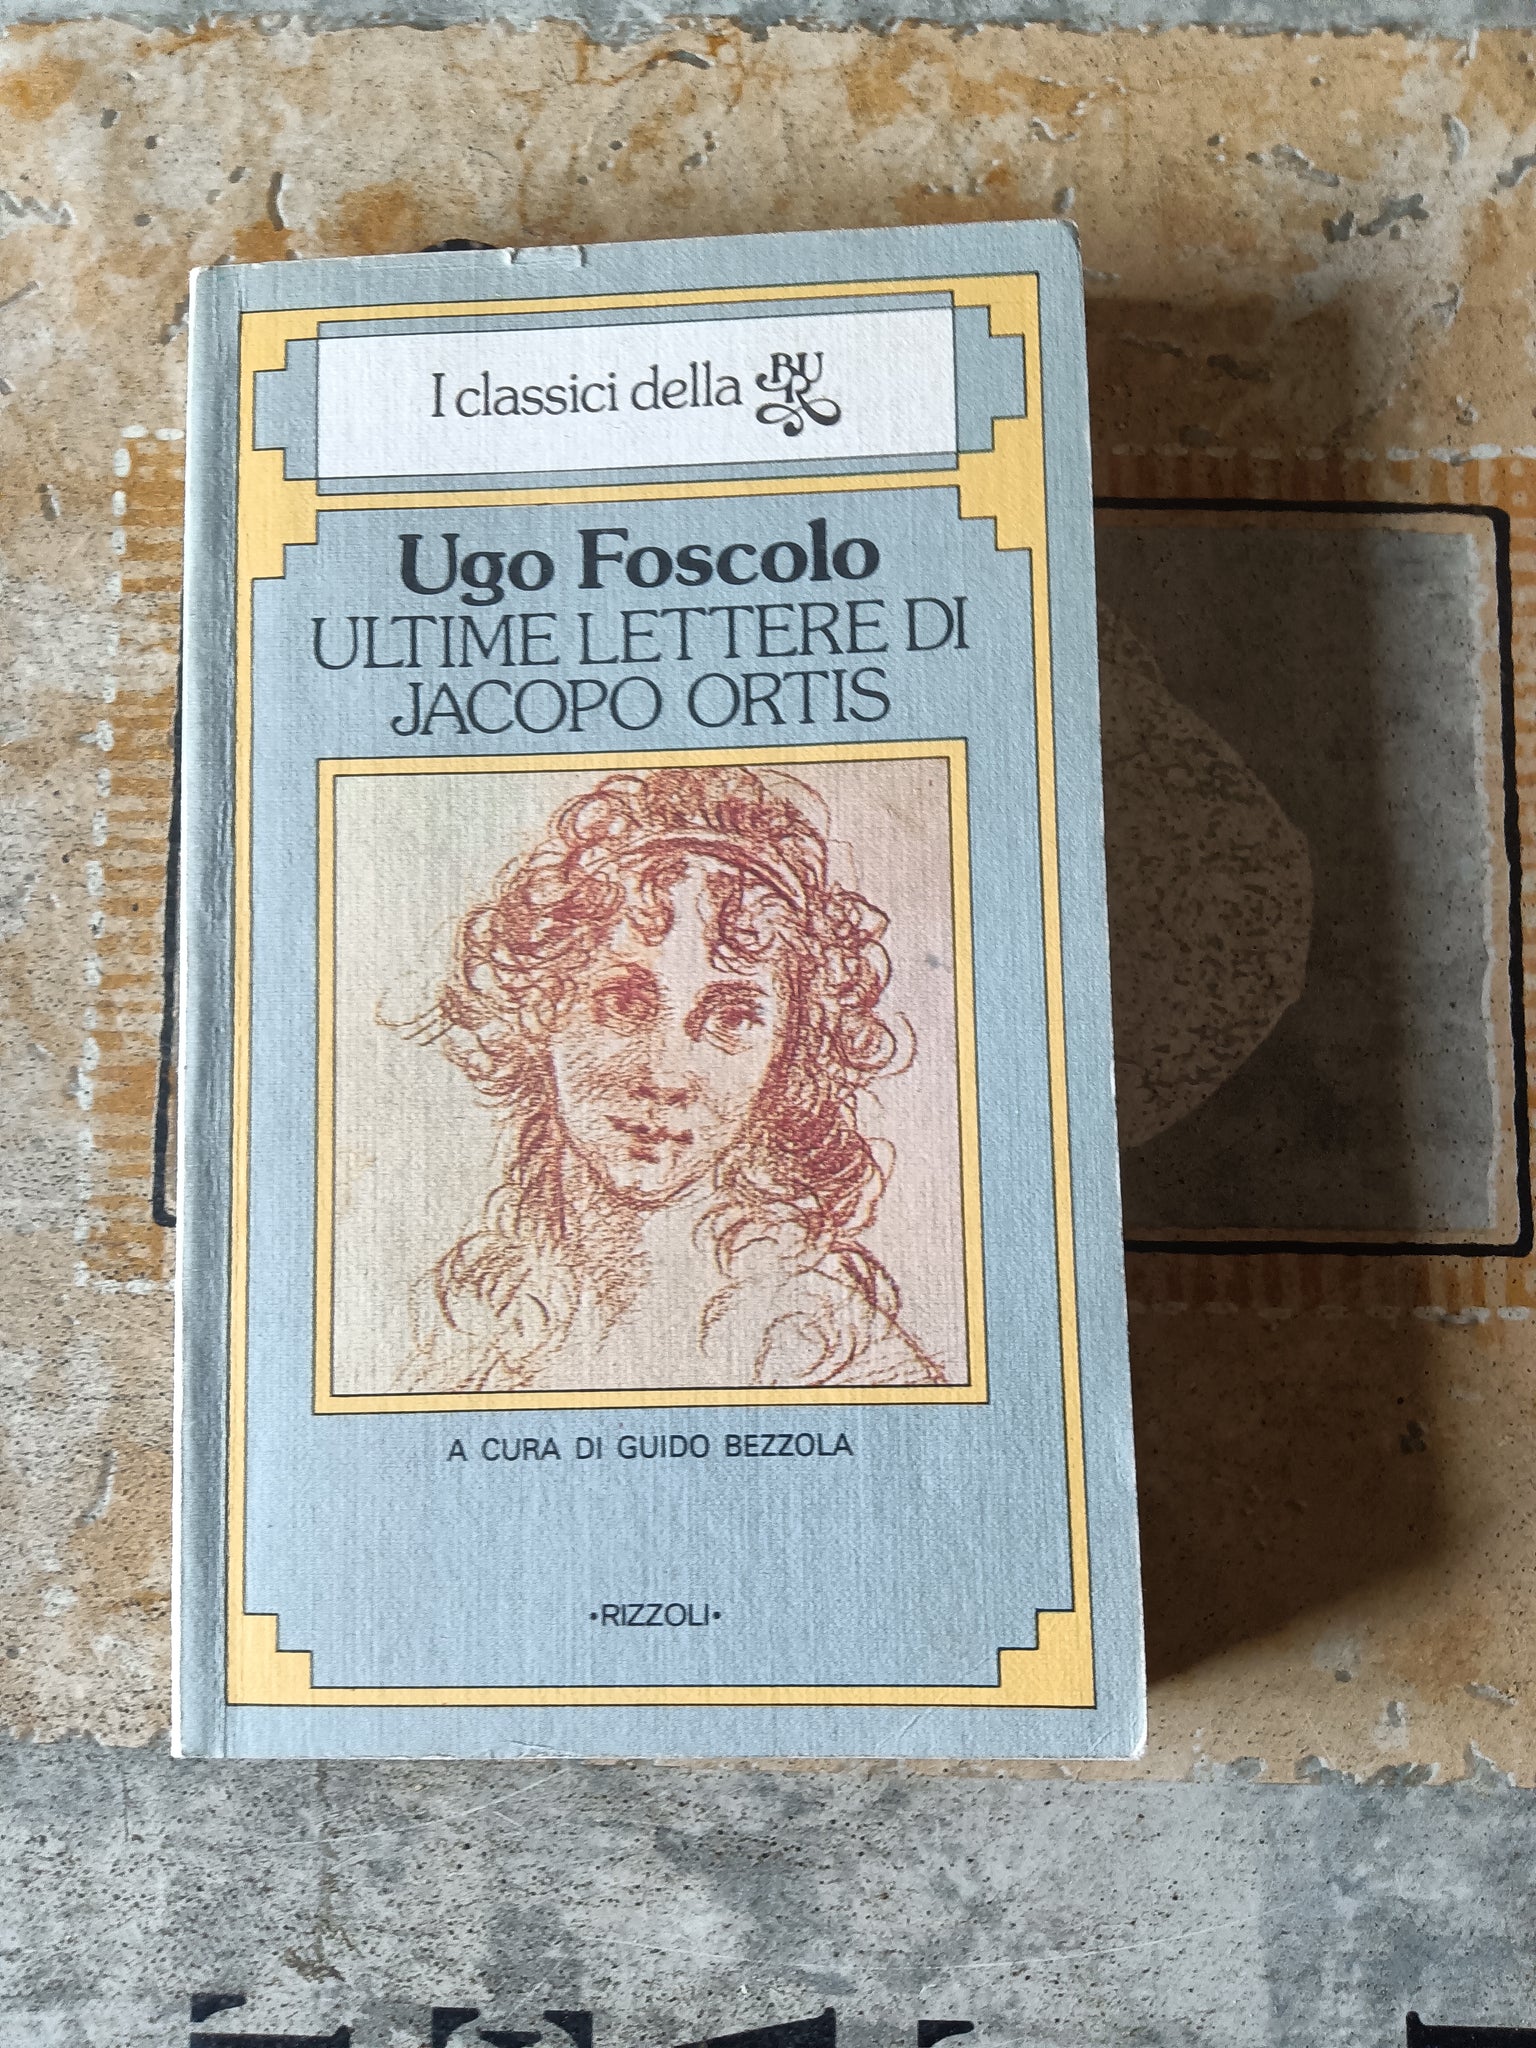 I classici della BUR
Ugo Foscolo
ULTIME LETTERE DI
JACOPO ORTIS
A CURA DI GUIDO BEZZOLA
•RIZZOLI•